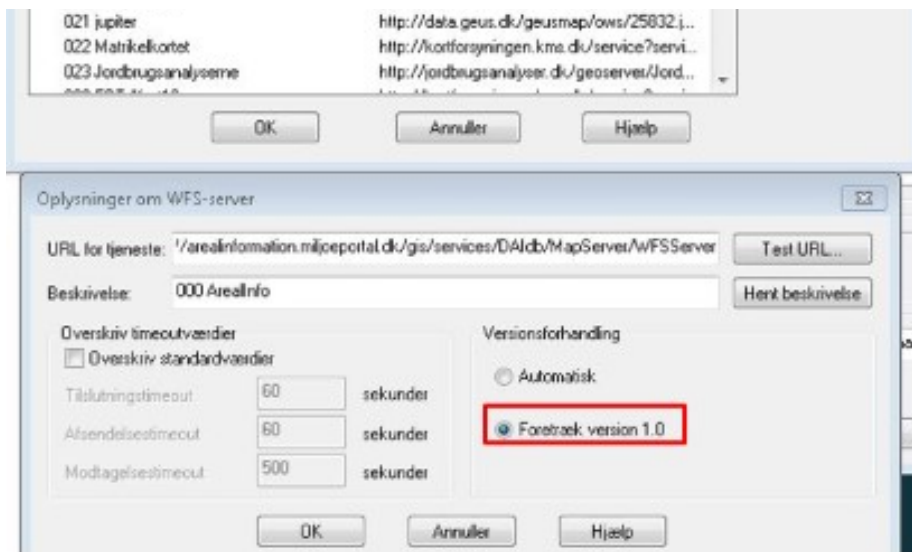 021 jupiter http://data.geus.dk/geusmap/ows/25832.j...
022 Matrikelkortet http://kortforsyningen.kms.dk/service?servi...
023 Jordbrugsanalyserne http://jordbrugsanalyser.dk/geoserver/Jord...
OK Annuller Hjælp
Oplysninger om WFS-server
URL for tjeneste: '/arealinformation.miljoeportal.dk/gis/services/DAIdb/MapServer/WFSServer Test URL...
Beskrivelse: 000 ArealInfo Hent beskrivelse
Overskriv timeoutværdier Versionsforhandling
Overskriv standardværdier
Automatisk
Tilslutningstimeout 60 sekunder
Afsendelsestimeout 60 sekunder Foretræk version 1.0
Modtagelsestimeout 500 sekunder
OK Annuller Hjælp